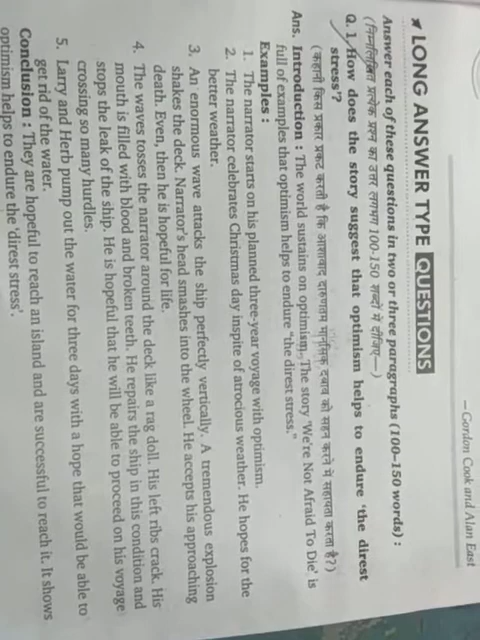 —Gordon Cook and Alan East
LONG ANSWER TYPE QUESTIONS
Answer each of these questions in two or three paragraphs (100-150 words) :
(निम्नलिखित प्रत्येक प्रश्न का उत्तर लगभग 100-150 शब्दों में दीजिए—)
Q. 1. How does the story suggest that optimism helps to endure 'the direst
stress'?
(कहानी किस प्रकार प्रकट करती है कि आशावाद दारुणतम मानसिक दबाव को सहन करने में सहायता करता है?)
Ans. Introduction : The world sustains on optimism. The story 'We're Not Afraid To Die' is
full of examples that optimism helps to endure "the direst stress."
Examples :
1. The narrator starts on his planned three-year voyage with optimism.
2. The narrator celebrates Christmas day inspite of atrocious weather. He hopes for the
better weather.
3. An enormous wave attacks the ship perfectly vertically. A tremendous explosion
shakes the deck. Narrator's head smashes into the wheel. He accepts his approaching
death. Even, then he is hopeful for life.
4. The waves tosses the narrator around the deck like a rag doll. His left ribs crack. His
mouth is filled with blood and broken teeth. He repairs the ship in this condition and
stops the leak of the ship. He is hopeful that he will be able to proceed on his voyage
crossing so many hurdles.
5. Larry and Herb pump out the water for three days with a hope that would be able to
get rid of the water.
Conclusion : They are hopeful to reach an island and are successful to reach it. It shows
optimism helps to endure the 'direst stress'.